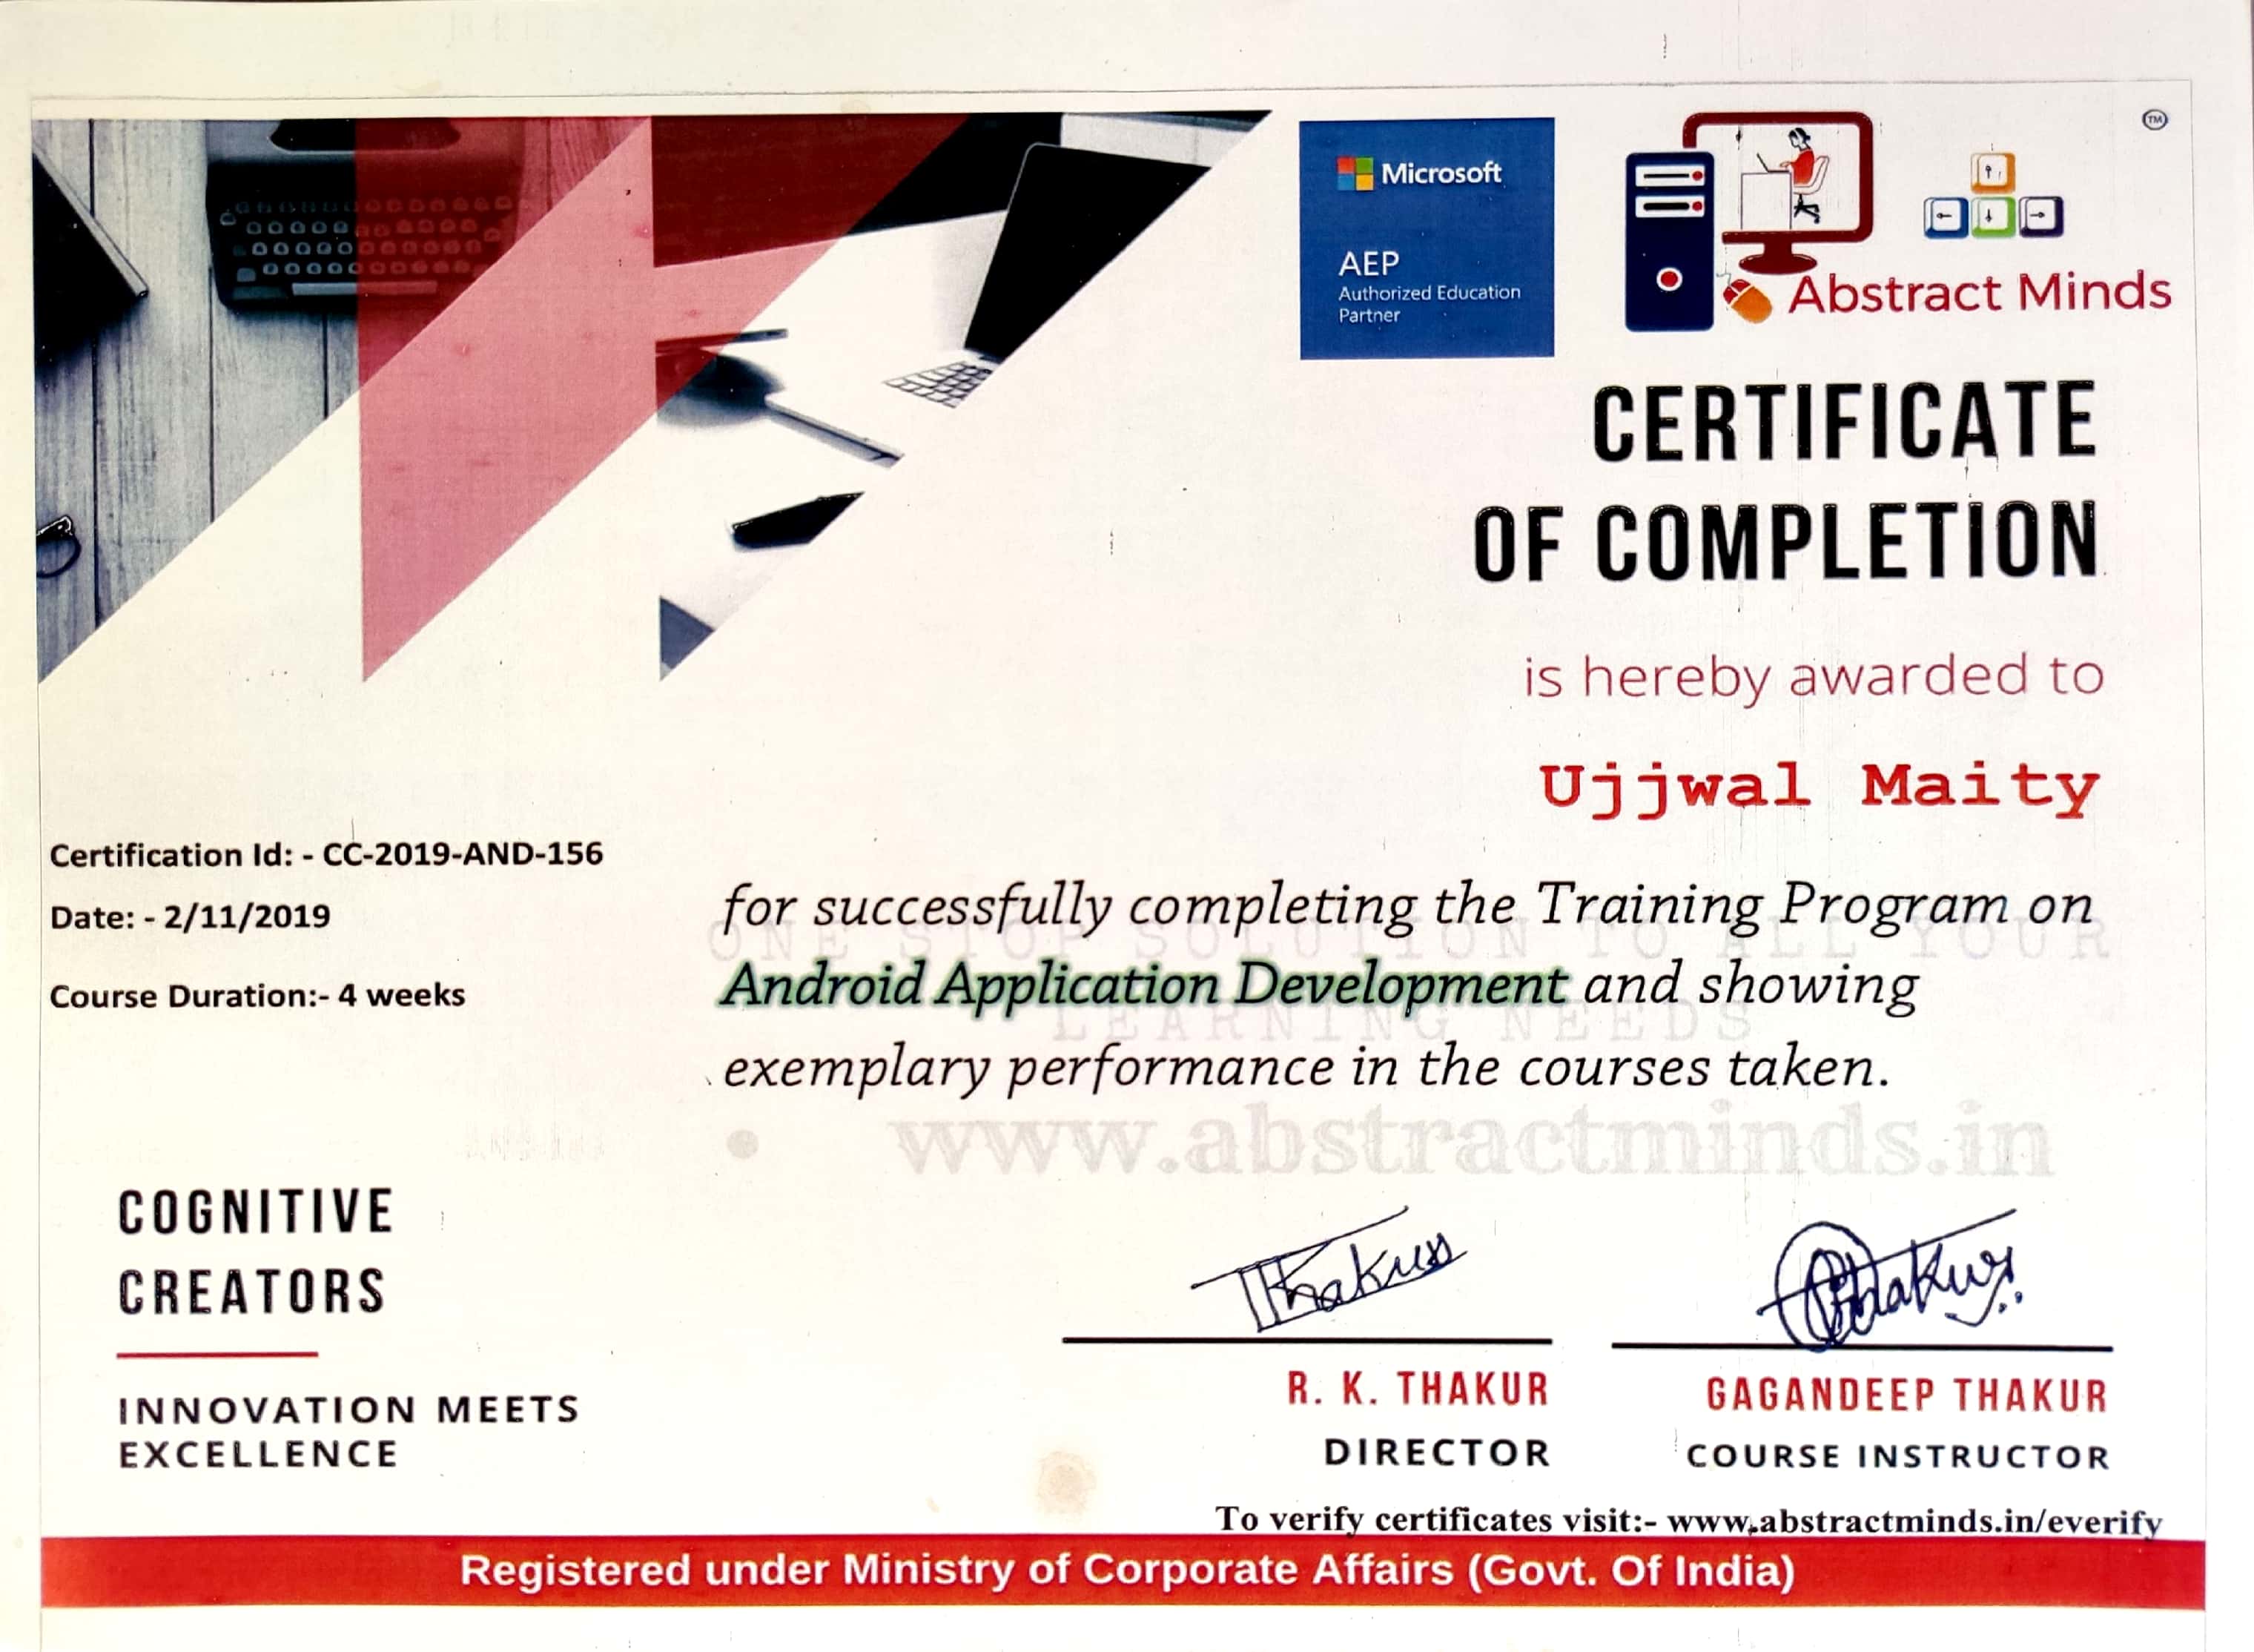 Microsoft
AEP
Authorized Education
Partner
TM
Abstract Minds
CERTIFICATE
OF COMPLETION
is hereby awarded to
Ujjwal Maity
Certification Id: - CC-2019-AND-156
Date: - 2/11/2019
Course Duration:- 4 weeks
for successfully completing the Training Program on
ONE STOP SOLUTION TO ALL YOUR
Android Application Development and showing
LEARNING NEEDS
exemplary performance in the courses taken.
www.abstractminds.in
COGNITIVE
CREATORS
INNOVATION MEETS
EXCELLENCE
Thakur
R. K. THAKUR
DIRECTOR
GAGANDEEP THAKUR
COURSE INSTRUCTOR
To verify certificates visit:- www.abstractminds.in/everify
Registered under Ministry of Corporate Affairs (Govt. Of India)